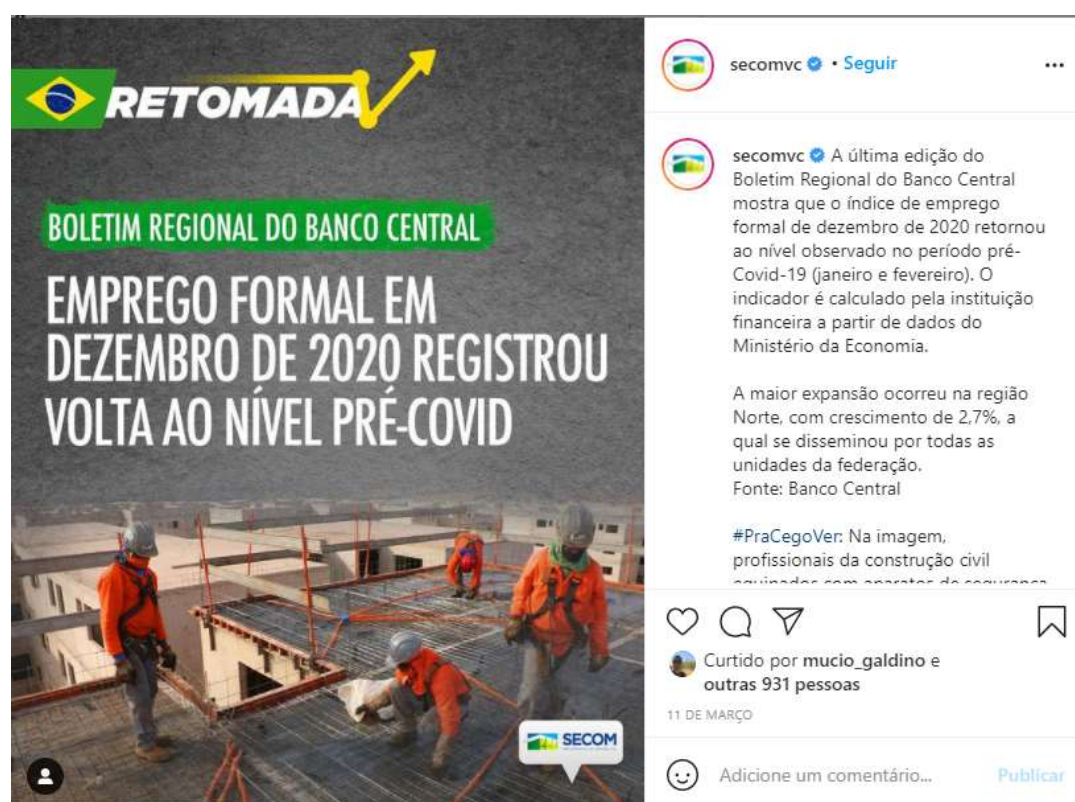 RETOMADA
BOLETIM REGIONAL DO BANCO CENTRAL
EMPREGO FORMAL EM
DEZEMBRO DE 2020 REGISTROU
VOLTA AO NÍVEL PRÉ-COVID
SECOM
secomvc • Seguir
secomvc A última edição do
Boletim Regional do Banco Central
mostra que o índice de emprego
formal de dezembro de 2020 retornou
ao nível observado no período pré-
Covid-19 (janeiro e fevereiro). O
indicador é calculado pela instituição
financeira a partir de dados do
Ministério da Economia.
A maior expansão ocorreu na região
Norte, com crescimento de 2,7%, a
qual se disseminou por todas as
unidades da federação.
Fonte: Banco Central
#PraCegoVer: Na imagem,
profissionais da construção civil
equipados com aparatos de segurança
Curtido por mucio_galdino e
outras 931 pessoas
11 DE MARÇO
Adicione um comentário... Publicar